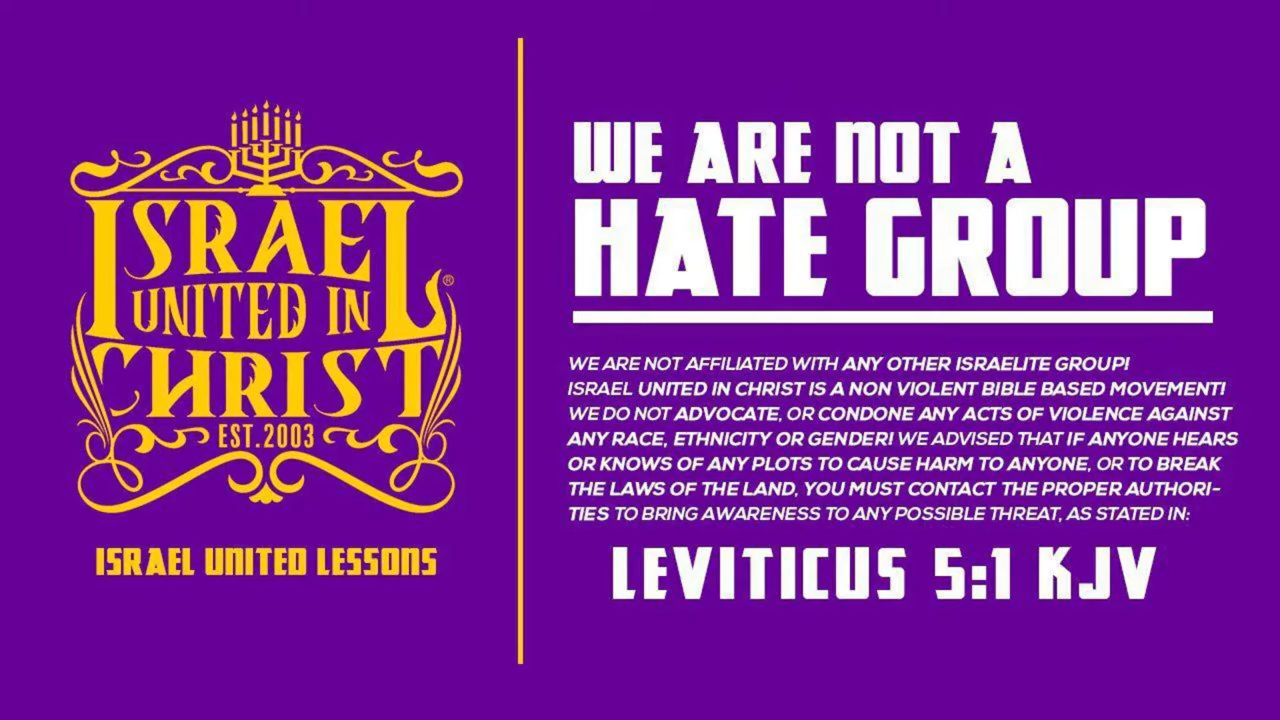 ISRAEL
UNITED IN
CHRIST
®
EST.2003
ISRAEL UNITED LESSONS
WE ARE NOT A
HATE GROUP
WE ARE NOT AFFILIATED WITH ANY OTHER ISRAELITE GROUP!
ISRAEL UNITED IN CHRIST IS A NON VIOLENT BIBLE BASED MOVEMENT!
WE DO NOT ADVOCATE, OR CONDONE ANY ACTS OF VIOLENCE AGAINST
ANY RACE, ETHNICITY OR GENDER! WE ADVISED THAT IF ANYONE HEARS
OR KNOWS OF ANY PLOTS TO CAUSE HARM TO ANYONE, OR TO BREAK
THE LAWS OF THE LAND, YOU MUST CONTACT THE PROPER AUTHORI-
TIES TO BRING AWARENESS TO ANY POSSIBLE THREAT, AS STATED IN:
LEVITICUS 5:1 KJV